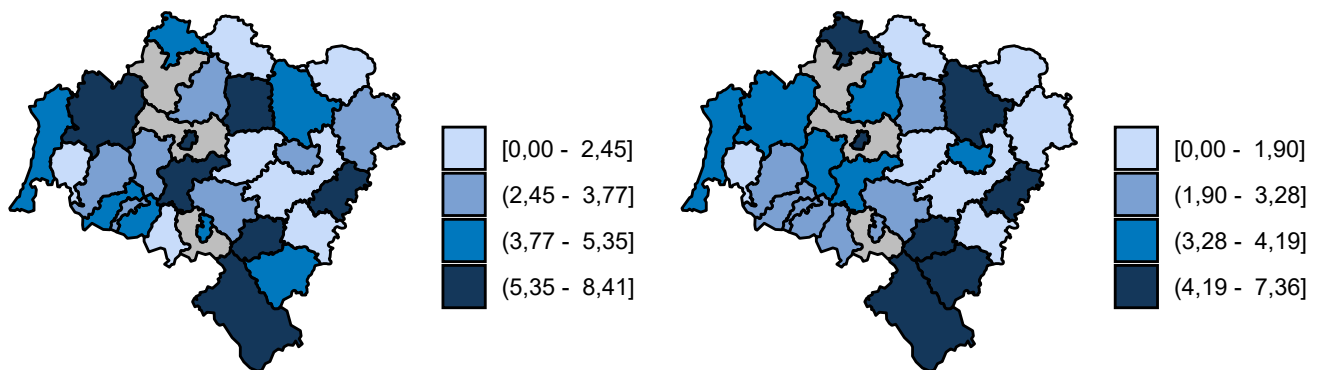 [0,00 - 2,45]
(2,45 - 3,77]
(3,77 - 5,35]
(5,35 - 8,41]
[0,00 - 1,90]
(1,90 - 3,28]
(3,28 - 4,19]
(4,19 - 7,36]